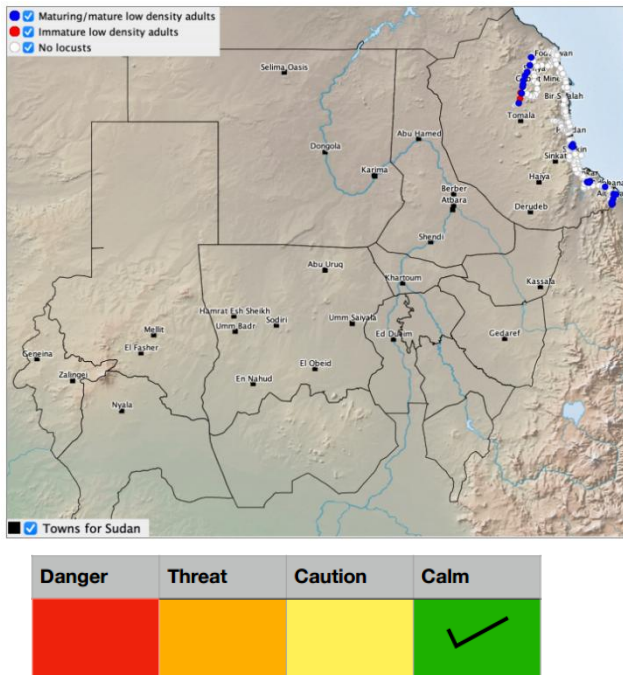 Maturing/mature low density adults
Immature low density adults
No locusts
Selima Oasis
Tomala
Abu Hamed
Dongola
Karima
Sinkat
Haiya
Berber
Atbara
Derudeb
Shendi
Abu Uruq
Khartoum
Kassala
Hamrat Esh Sheikh
Sodiri
Umm Saiyala
Umm Badr
Mellit
Ed Dueim
Gedaref
El Fasher
Geneina
El Obeid
Zalingei
En Nahud
Nyala
Towns for Sudan
Danger Threat Caution Calm